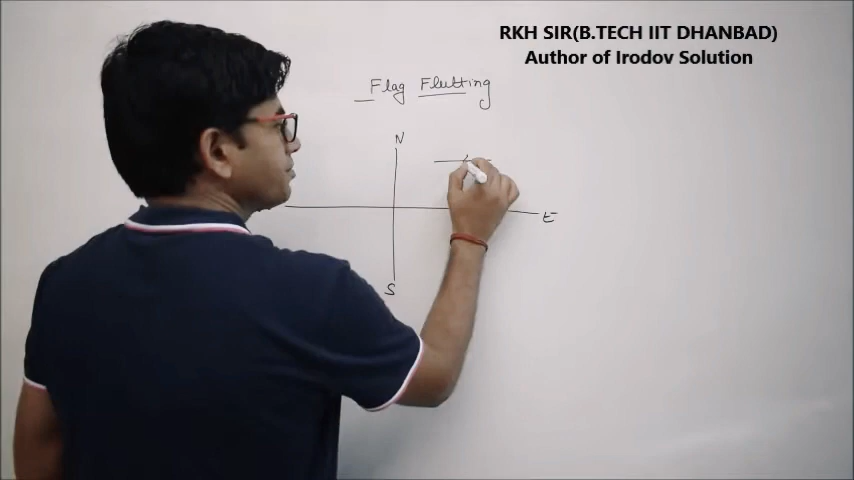 RKH SIR(B.TECH IIT DHANBAD)
Author of Irodov Solution
Flag Flutting
N
E
S